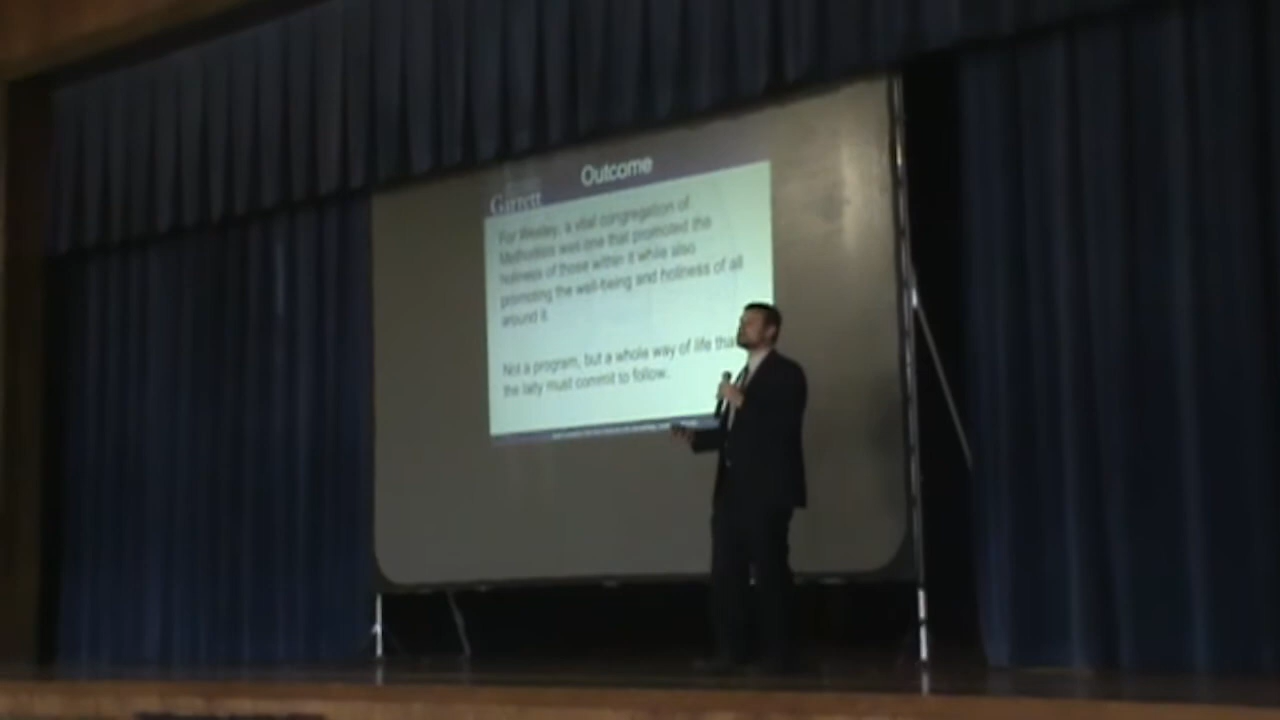 Outcome
Garrett
For Wesley, a vital congregation of
Methodists was one that promoted the
holiness of those within it while also
promoting the well-being and holiness of all
around it.
Not a program, but a whole way of life
the laity must commit to follow.